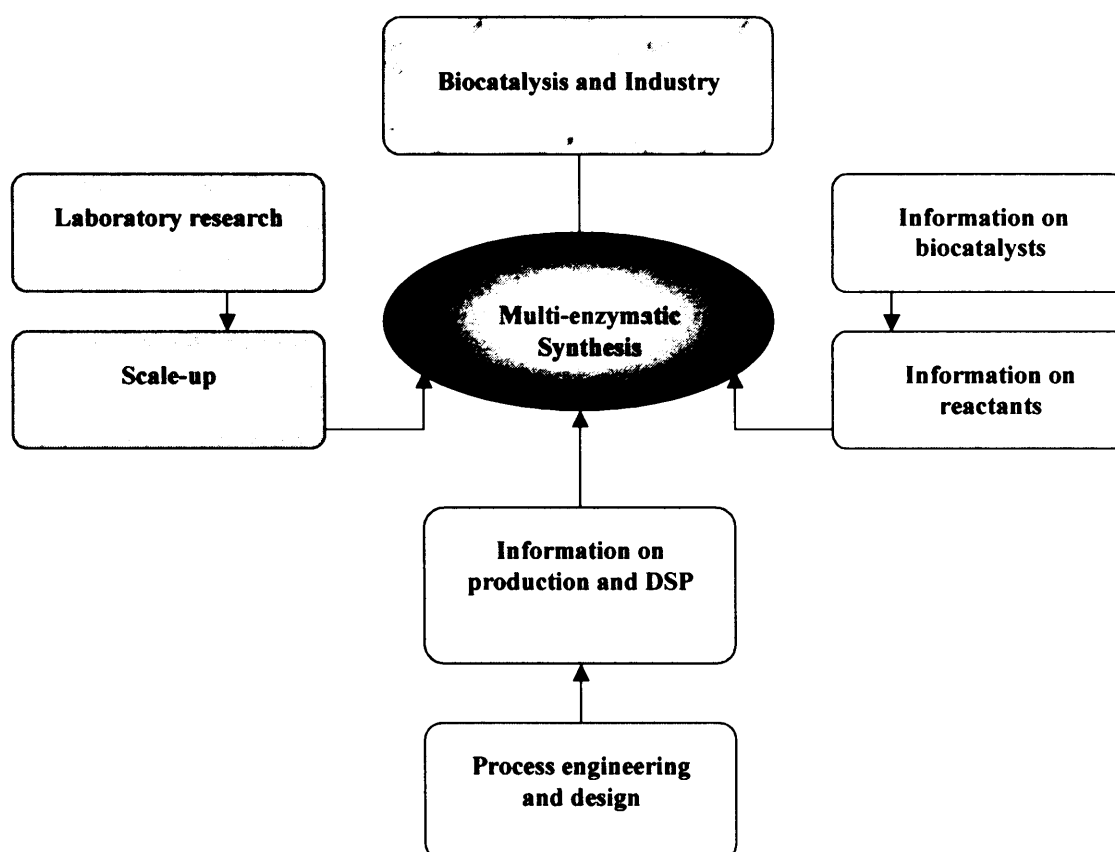 Biocatalysis and Industry
Laboratory research
Information on
biocatalysts
Multi-enzymatic
Synthesis
Scale-up
Information on
reactants
Information on
production and DSP
Process engineering
and design